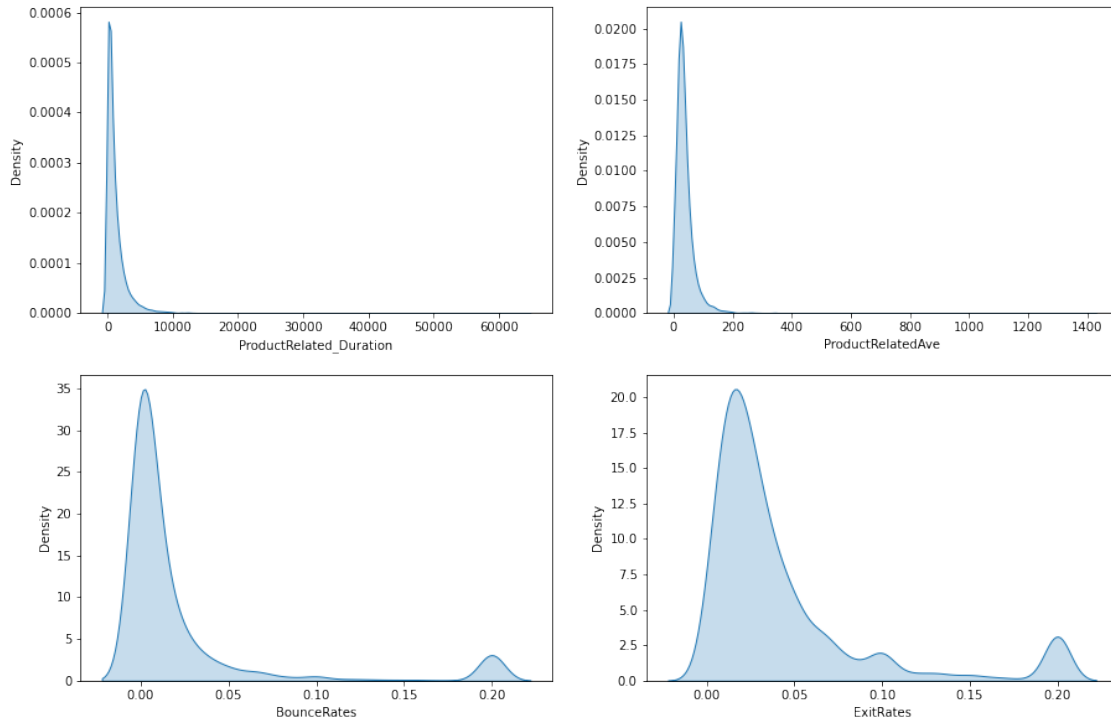 0.0006
0.0005
0.0004
0.0003
0.0002
0.0001
0.0000
Density
0 10000 20000 30000 40000 50000 60000
ProductRelated_Duration
0.0200
0.0175
0.0150
0.0125
0.0100
0.0075
0.0050
0.0025
0.0000
Density
0 200 400 600 800 1000 1200 1400
ProductRelatedAve
35
30
25
20
15
10
5
0
Density
0.00 0.05 0.10 0.15 0.20
BounceRates
20.0
17.5
15.0
12.5
10.0
7.5
5.0
2.5
0.0
Density
0.00 0.05 0.10 0.15 0.20
ExitRates